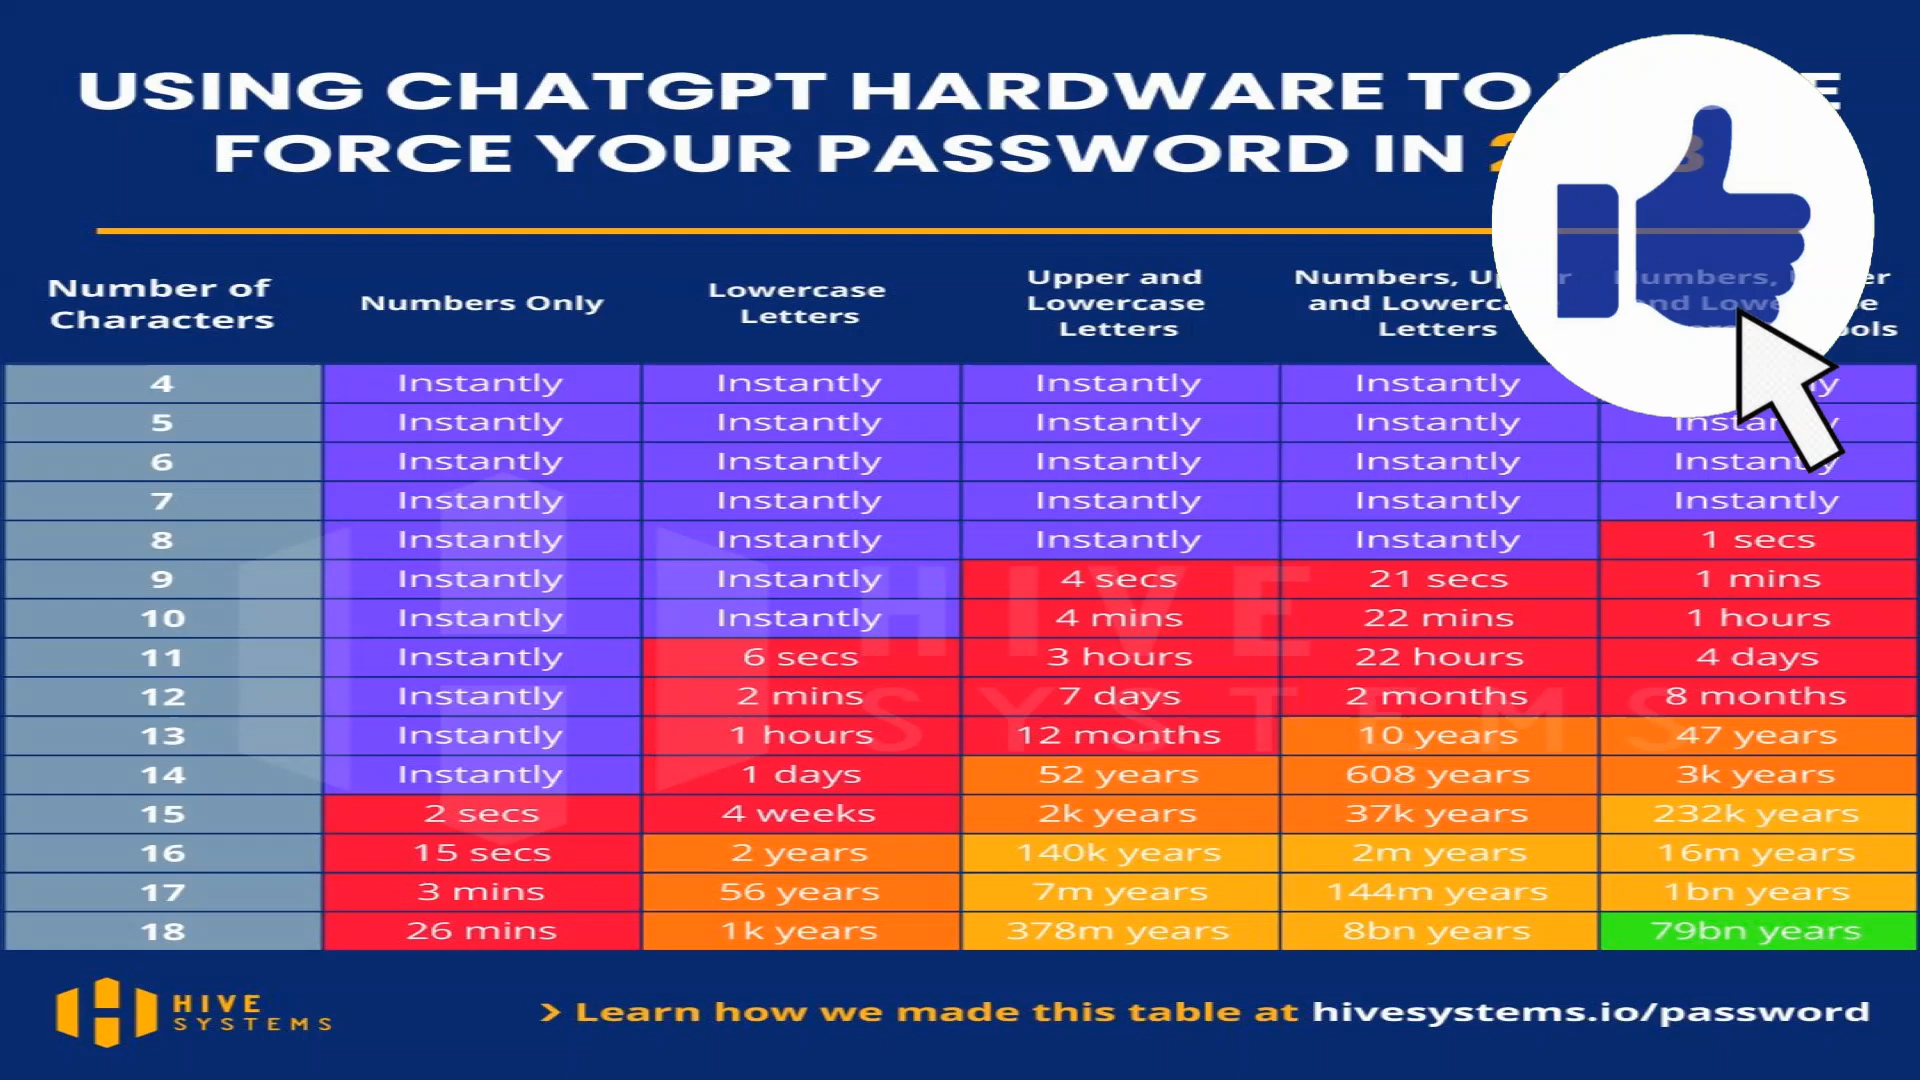 USING CHATGPT HARDWARE TO
FORCE YOUR PASSWORD IN
Number of Characters
Numbers Only
Lowercase Letters
Upper and Lowercase Letters
Numbers, and Letters
Numbers,
4 Instantly Instantly Instantly Instantly
5 Instantly Instantly Instantly Instantly Instantly
6 Instantly Instantly Instantly Instantly Instantly
7 Instantly Instantly Instantly Instantly Instantly
8 Instantly Instantly Instantly Instantly 1 secs
9 Instantly Instantly 4 secs 21 secs 1 mins
10 Instantly Instantly 4 mins 22 mins 1 hours
11 Instantly 6 secs 3 hours 22 hours 4 days
12 Instantly 2 mins 7 days 2 months 8 months
13 Instantly 1 hours 12 months 10 years 47 years
14 Instantly 1 days 52 years 608 years 3k years
15 2 secs 4 weeks 2k years 37k years 232k years
16 15 secs 2 years 140k years 2m years 16m years
17 3 mins 56 years 7m years 144m years 1bn years
18 26 mins 1k years 378m years 8bn years 79bn years
HIVE
SYSTEMS
HIVE
SYSTEMS
> Learn how we made this table at hivesystems.io/password